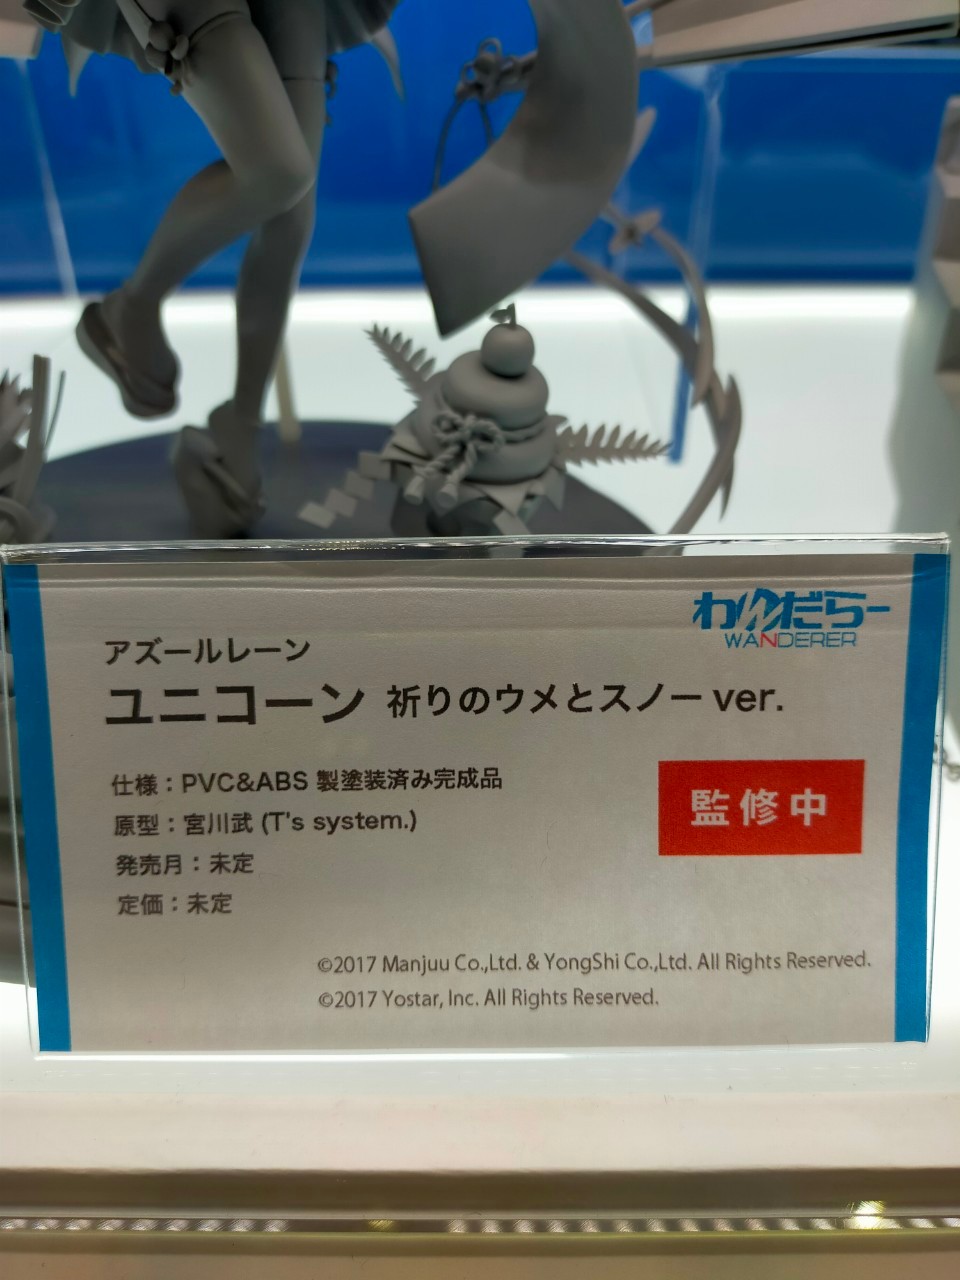 わんだらー
WANDERER
アズールレーン
ユニコーン 祈りのウメとスノー ver.
仕様：PVC&ABS 製塗装済み完成品
原型：宮川武 (T's system.)
発売月：未定
定価：未定
監修中
©2017 Manjuu Co.,Ltd. & YongShi Co.,Ltd. All Rights Reserved.
©2017 Yostar, Inc. All Rights Reserved.